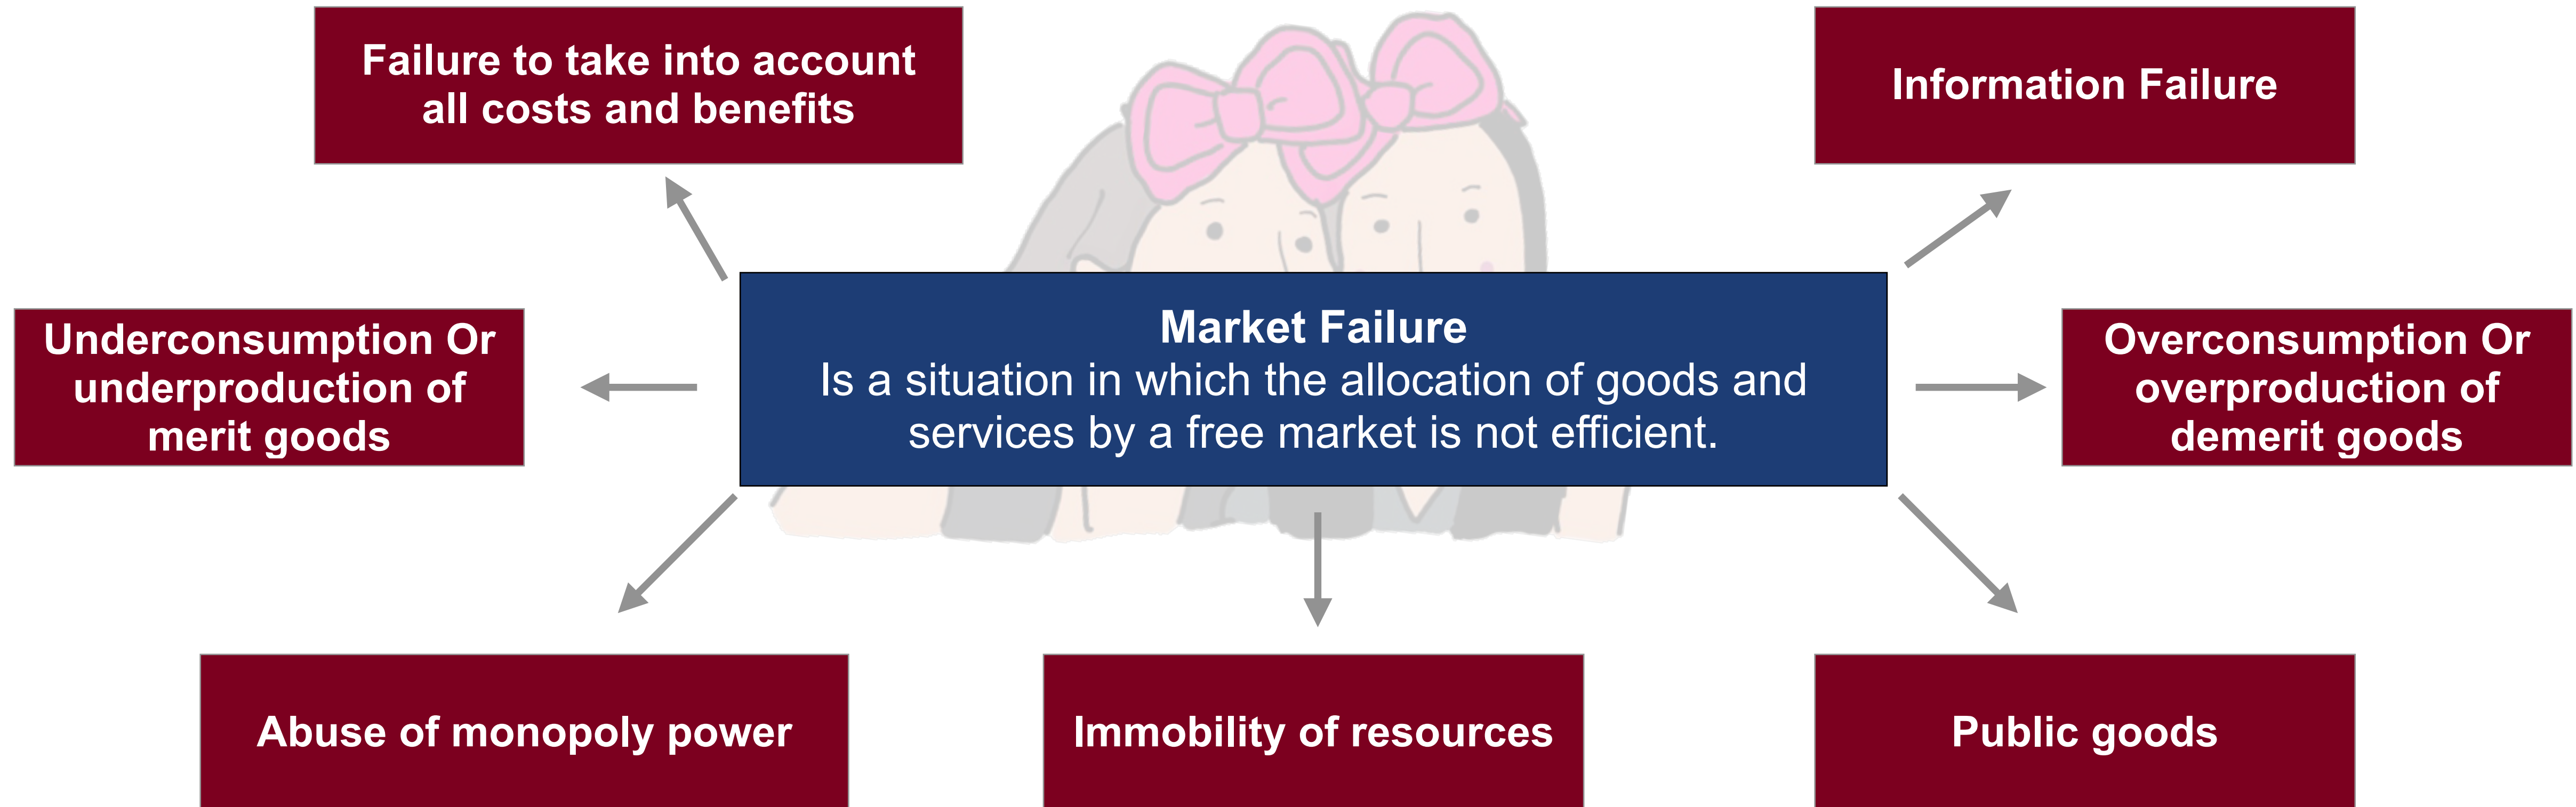 Failure to take into account
all costs and benefits
Information Failure
Underconsumption Or
underproduction of
merit goods
Market Failure
Is a situation in which the allocation of goods and
services by a free market is not efficient.
Overconsumption Or
overproduction of
demerit goods
Abuse of monopoly power
Immobility of resources
Public goods